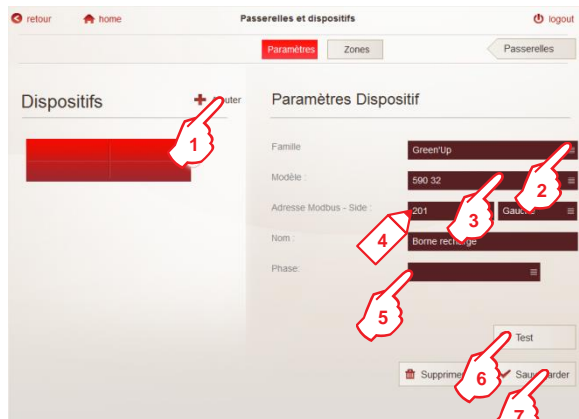 retour home Passerelles et dispositifs logout
Paramètres Zones Passerelles
Dispositifs Paramètres Dispositif
1
Famille Green'Up
2
Modèle : 590 32
3
Adresse Modbus - Side : 201
4
Nom : Borne recharge
Phase:
5
Test
6
Supprimer
7